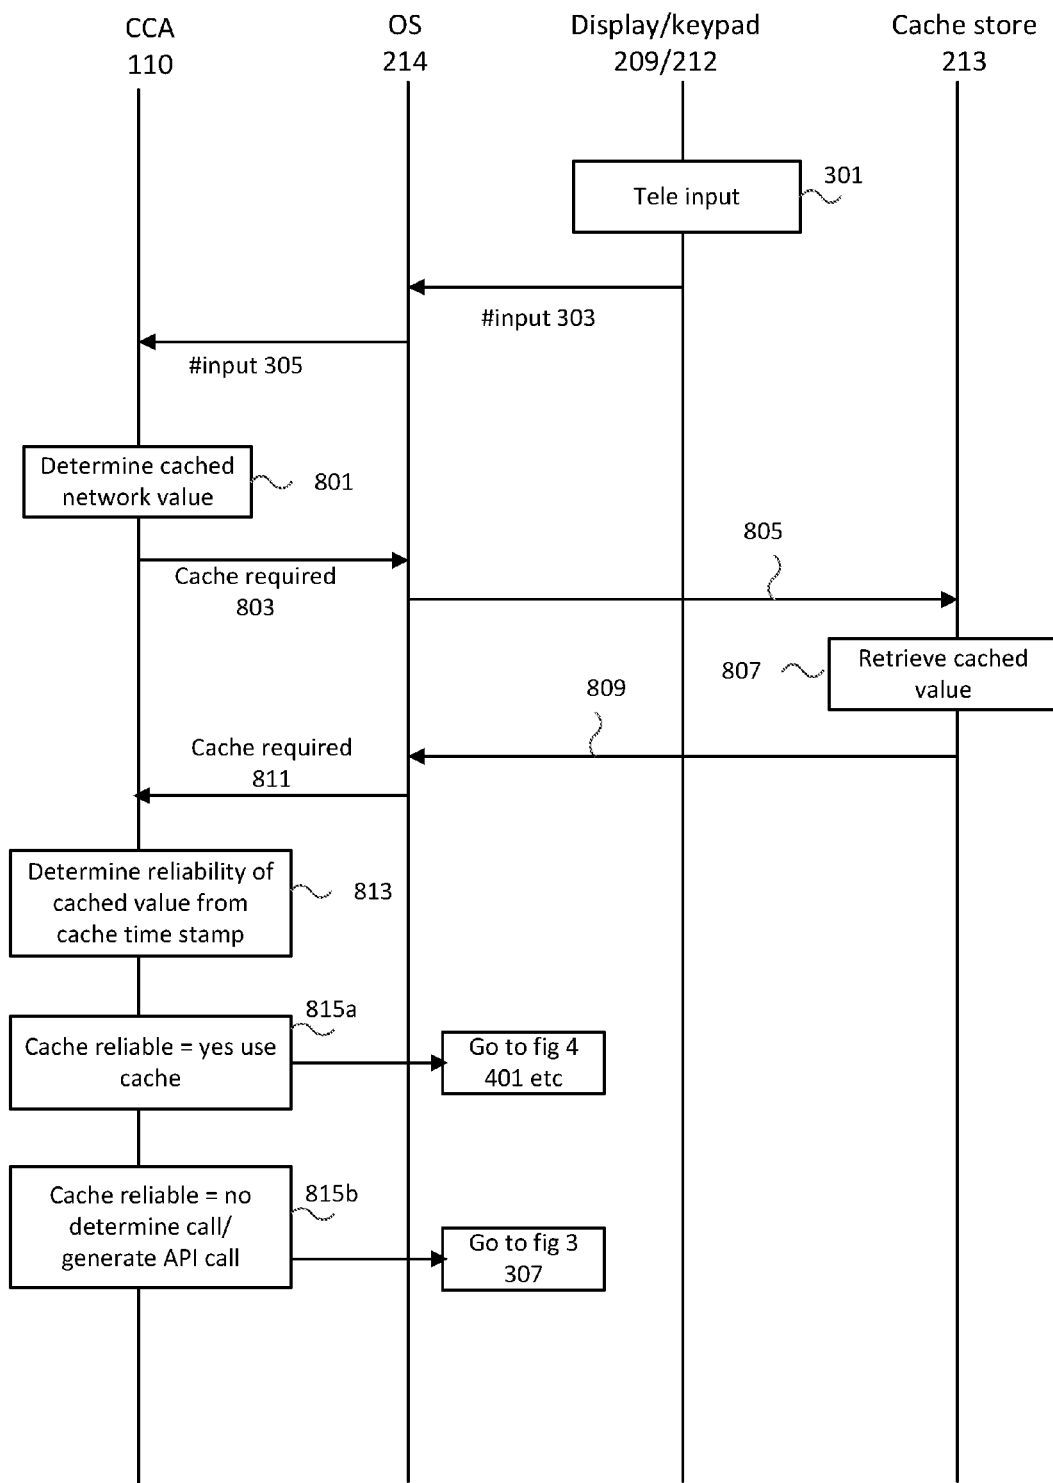 CCA
110
OS
214
Display/keypad
209/212
Cache store
213
Tele input
301
#input 303
#input 305
Determine cached
network value
801
Cache required
803
805
Retrieve cached
value
807
809
Cache required
811
Determine reliability of
cached value from
cache time stamp
813
Cache reliable = yes use
cache
815a
Go to fig 4
401 etc
Cache reliable = no
determine call/
generate API call
815b
Go to fig 3
307